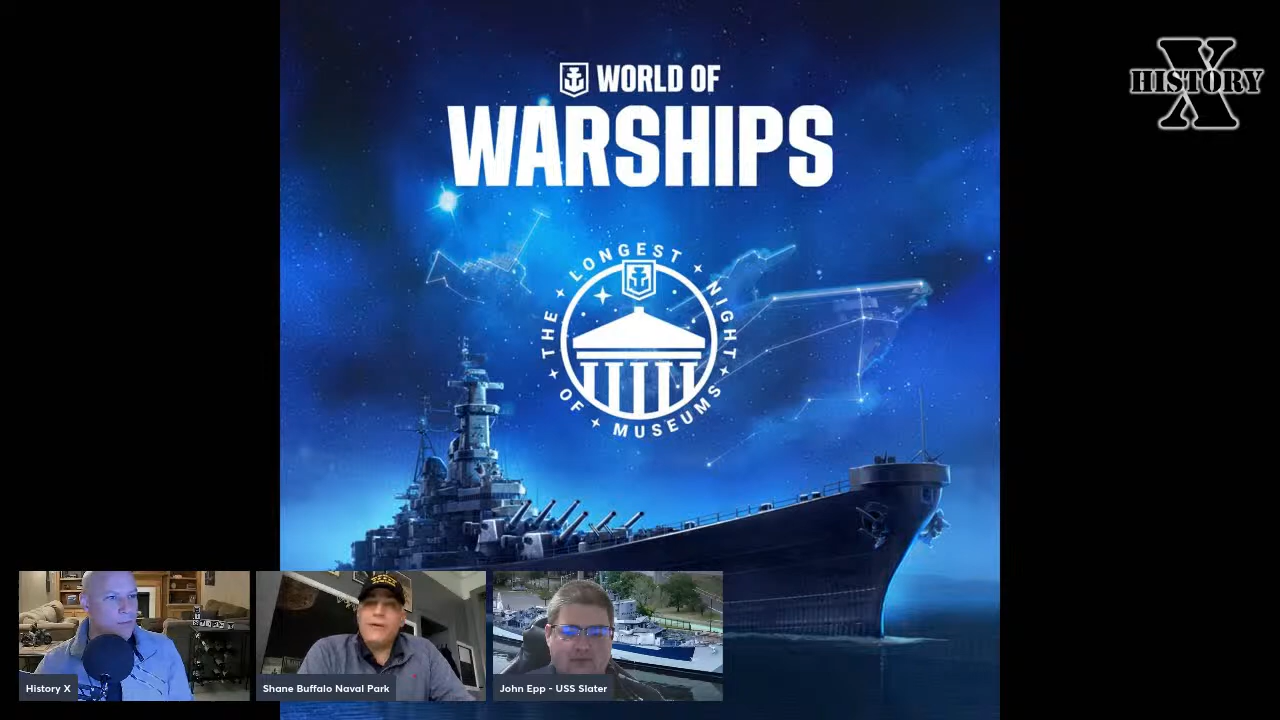 WORLD OF
WARSHIPS
THE LONGEST NIGHT OF MUSEUMS
HISTORY
X
History X
Shane Buffalo Naval Park
John Epp - USS Slater